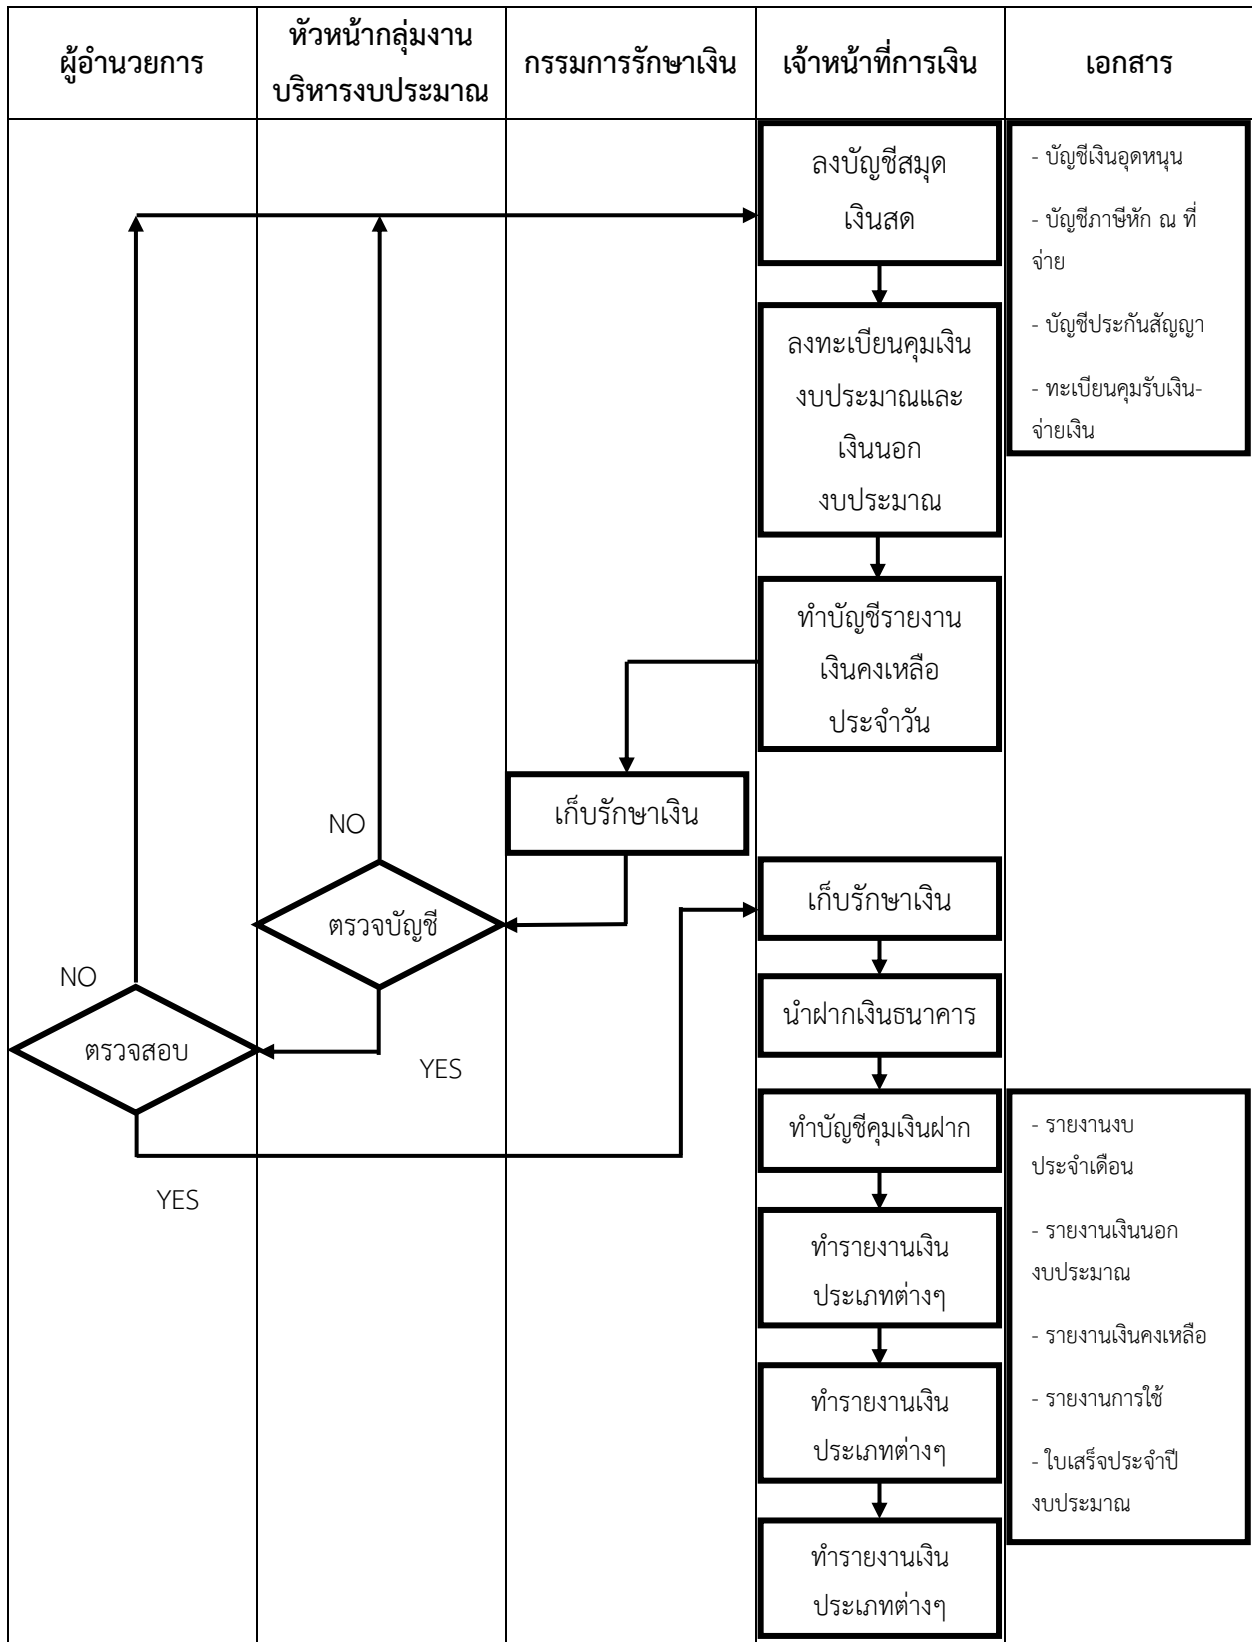 ผู้อำนวยการ
หัวหน้ากลุ่มงาน
บริหารงบประมาณ
กรรมการรักษาเงิน
เจ้าหน้าที่การเงิน
เอกสาร
ลงบัญชีสมุด
เงินสด
- บัญชีเงินอุดหนุน
- บัญชีภาษีหัก ณ ที่
จ่าย
- บัญชีประกันสัญญา
- ทะเบียนคุมรับเงิน-
จ่ายเงิน
ลงทะเบียนคุมเงิน
งบประมาณและ
เงินนอก
งบประมาณ
ทำบัญชีรายงาน
เงินคงเหลือ
ประจำวัน
เก็บรักษาเงิน
NO
ตรวจบัญชี
เก็บรักษาเงิน
NO
ตรวจสอบ
YES
นำฝากเงินธนาคาร
YES
ทำบัญชีคุมเงินฝาก
ทำรายงานเงิน
ประเภทต่างๆ
ทำรายงานเงิน
ประเภทต่างๆ
ทำรายงานเงิน
ประเภทต่างๆ
- รายงานงบ
ประจำเดือน
- รายงานเงินนอก
งบประมาณ
- รายงานเงินคงเหลือ
- รายงานการใช้
- ใบเสร็จประจำปี
งบประมาณ